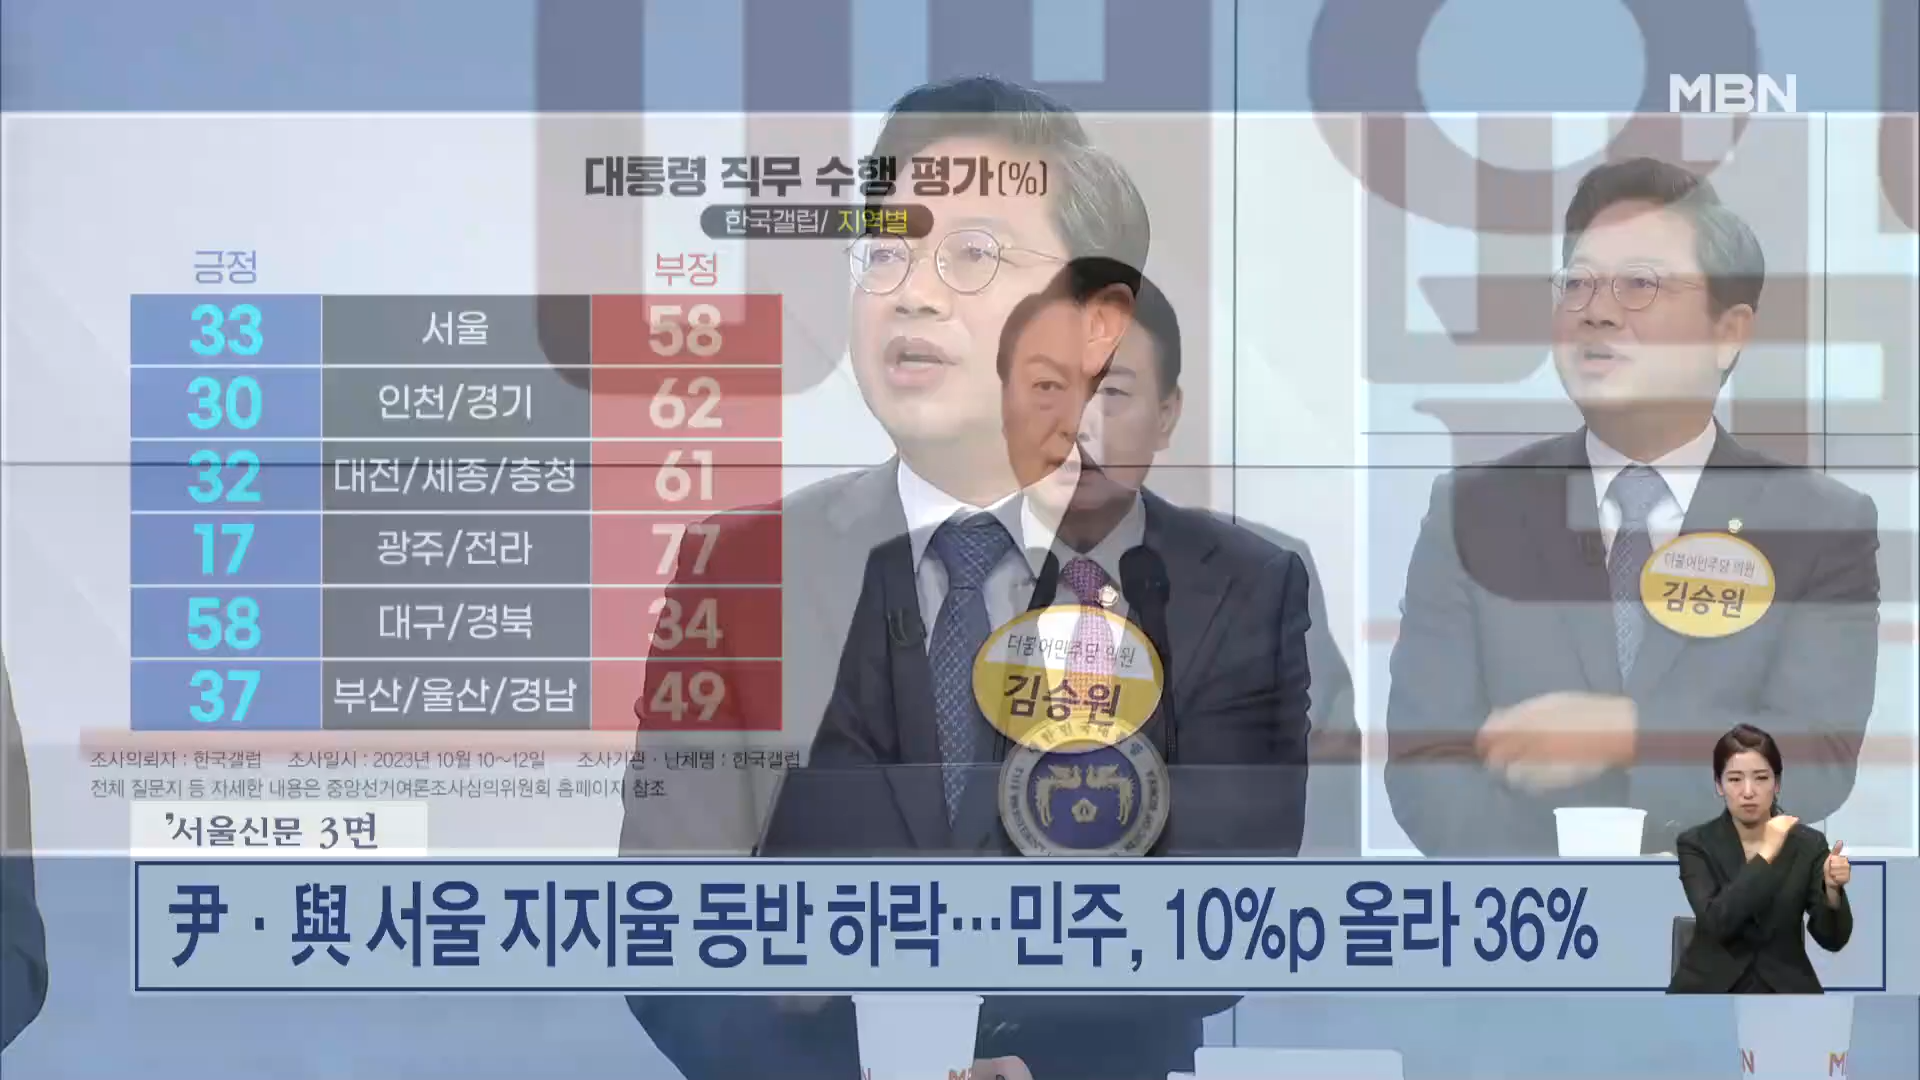 MBN
대통령 직무 수행 평가(%)
한국갤럽/ 지역별
긍정 부정
33 서울 58
30 인천/경기 62
32 대전/세종/충청 61
17 광주/전라 77
58 대구/경북 34
37 부산/울산/경남 49
더불어민주당 의원
김승원
더불어민주당 의원
김승원
조사의뢰자 : 한국갤럽 조사일시 : 2023년 10월 10~12일 조사기관·단체명 : 한국갤럽
전체 질문지 등 자세한 내용은 중앙선거여론조사심의위원회 홈페이지 참조
서울신문 3면
尹·與 서울 지지율 동반 하락…민주, 10%p 올라 36%